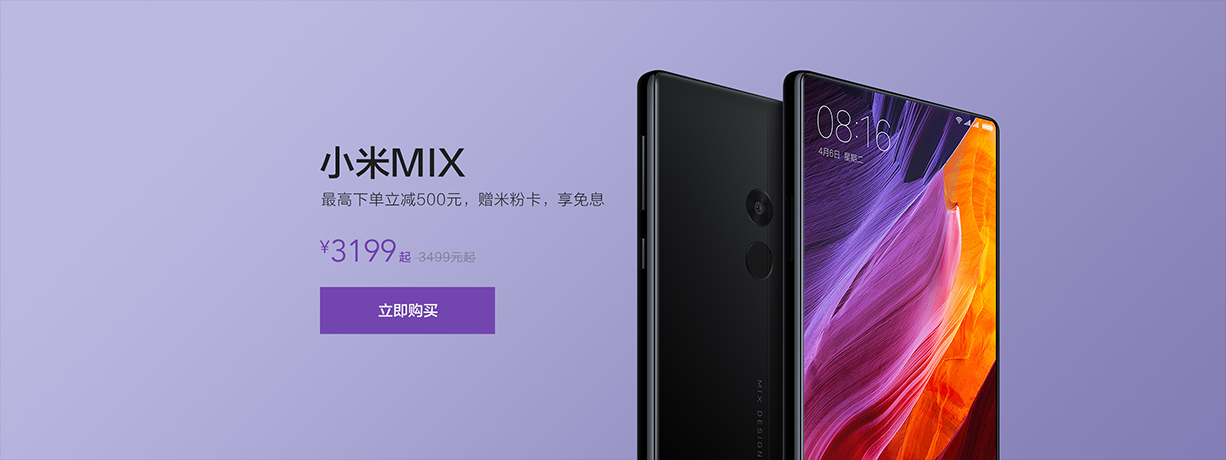 小米MIX
最高下单立减500元，赠米粉卡，享免息
¥3199起 3499元起
立即购买
08:16
4月6日 星期二
MIX DESIGN